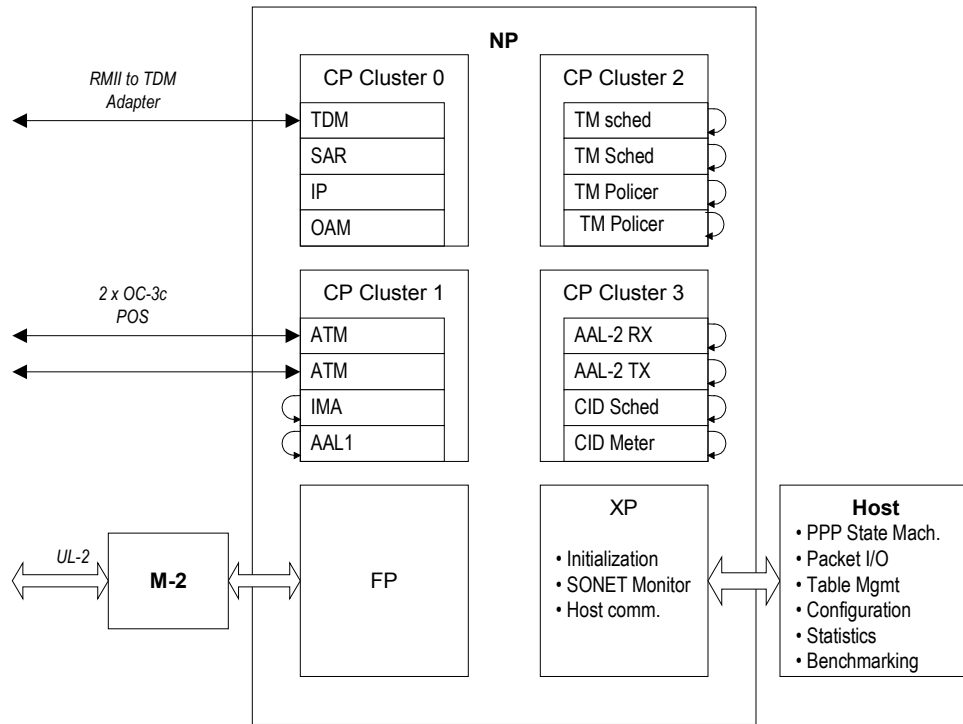 NP
RMII to TDM
Adapter
CP Cluster 0
TDM
SAR
IP
OAM
CP Cluster 2
TM sched
TM Sched
TM Policer
TM Policer
2 x OC-3c
POS
CP Cluster 1
ATM
ATM
IMA
AAL1
CP Cluster 3
AAL-2 RX
AAL-2 TX
CID Sched
CID Meter
UL-2
M-2
FP
XP
• Initialization
• SONET Monitor
• Host comm.
Host
• PPP State Mach.
• Packet I/O
• Table Mgmt
• Configuration
• Statistics
• Benchmarking